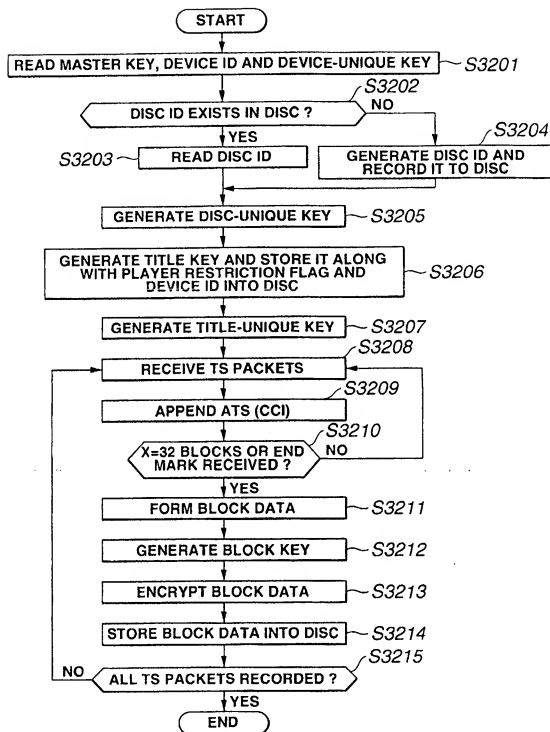 START
READ MASTER KEY, DEVICE ID AND DEVICE-UNIQUE KEY
S3201
S3202
DISC ID EXISTS IN DISC ?
NO
YES
S3203
READ DISC ID
S3204
GENERATE DISC ID AND
RECORD IT TO DISC
GENERATE DISC-UNIQUE KEY
S3205
GENERATE TITLE KEY AND STORE IT ALONG
WITH PLAYER RESTRICTION FLAG AND
DEVICE ID INTO DISC
S3206
GENERATE TITLE-UNIQUE KEY
S3207
S3208
RECEIVE TS PACKETS
S3209
APPEND ATS (CCI)
S3210
X=32 BLOCKS OR END
MARK RECEIVED ?
NO
YES
FORM BLOCK DATA
S3211
GENERATE BLOCK KEY
S3212
ENCRYPT BLOCK DATA
S3213
STORE BLOCK DATA INTO DISC
S3214
S3215
NO
ALL TS PACKETS RECORDED ?
YES
END